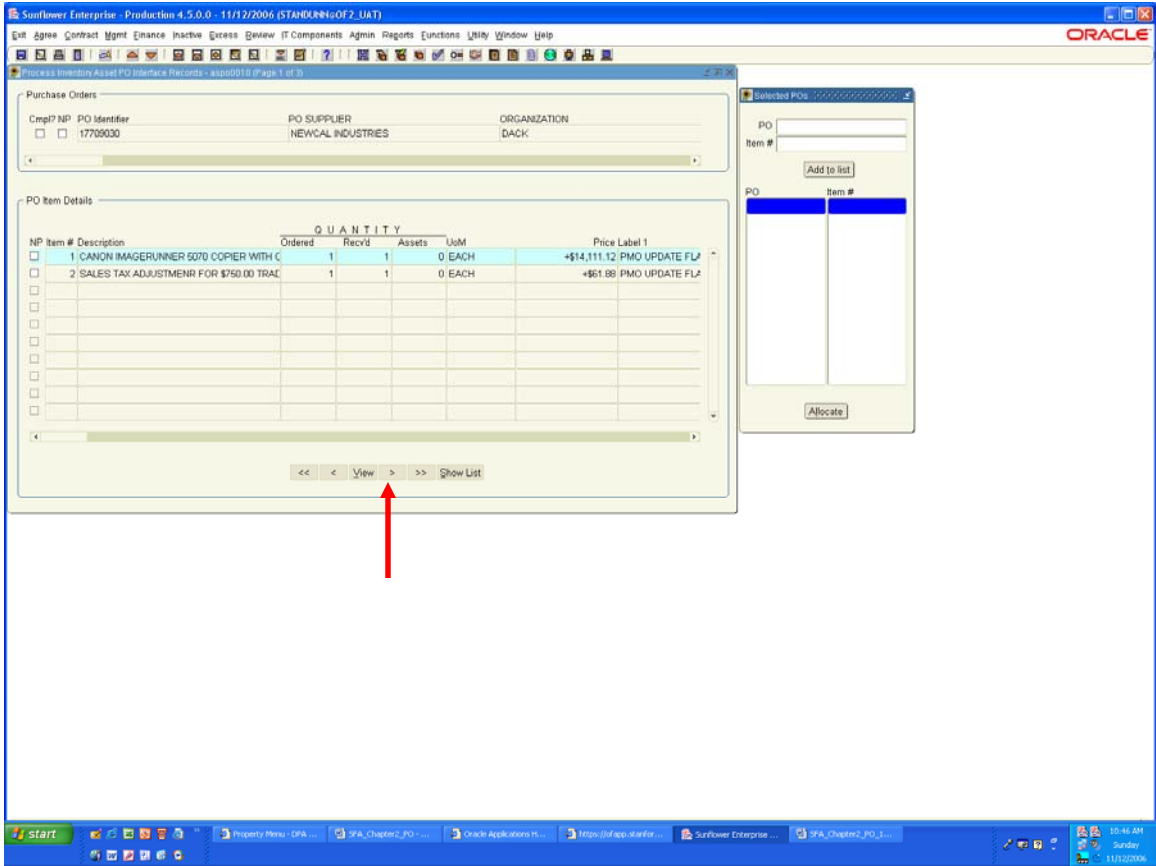 Sunflower Enterprise - Production 4.5.0.0 - 11/12/2006 (STANDUNN@OF2_UAT)
Exit Agree Contract Mgmt Finance Inactive Excess Review IT Components Admin Reports Functions Utility Window Help
ORACLE
Process Inventory Asset PO Interface Records - aspo0010 (Page 1 of 3)
Purchase Orders
Cmpl? NP PO Identifier PO SUPPLIER ORGANIZATION
17709030 NEWCAL INDUSTRIES DACK
Selected POs
PO
Item #
Add to list
PO Item #
Allocate
PO Item Details
QUANTITY
NP Item # Description Ordered Recv'd Assets UoM Price Label 1
1 CANON IMAGERUNNER 5070 COPIER WITH C 1 1 0 EACH +$14,111.12 PMO UPDATE FLA
2 SALES TAX ADJUSTMENR FOR $750.00 TRAD 1 1 0 EACH +$61.88 PMO UPDATE FLA
<< < View > >> Show List
start
Property Menu - DPA ... SFA_Chapter2_PO - ... Oracle Applications H... https://ofapp.stanfor... Sunflower Enterprise ... SFA_Chapter2_PO_1...
10:46 AM
Sunday
11/12/2006